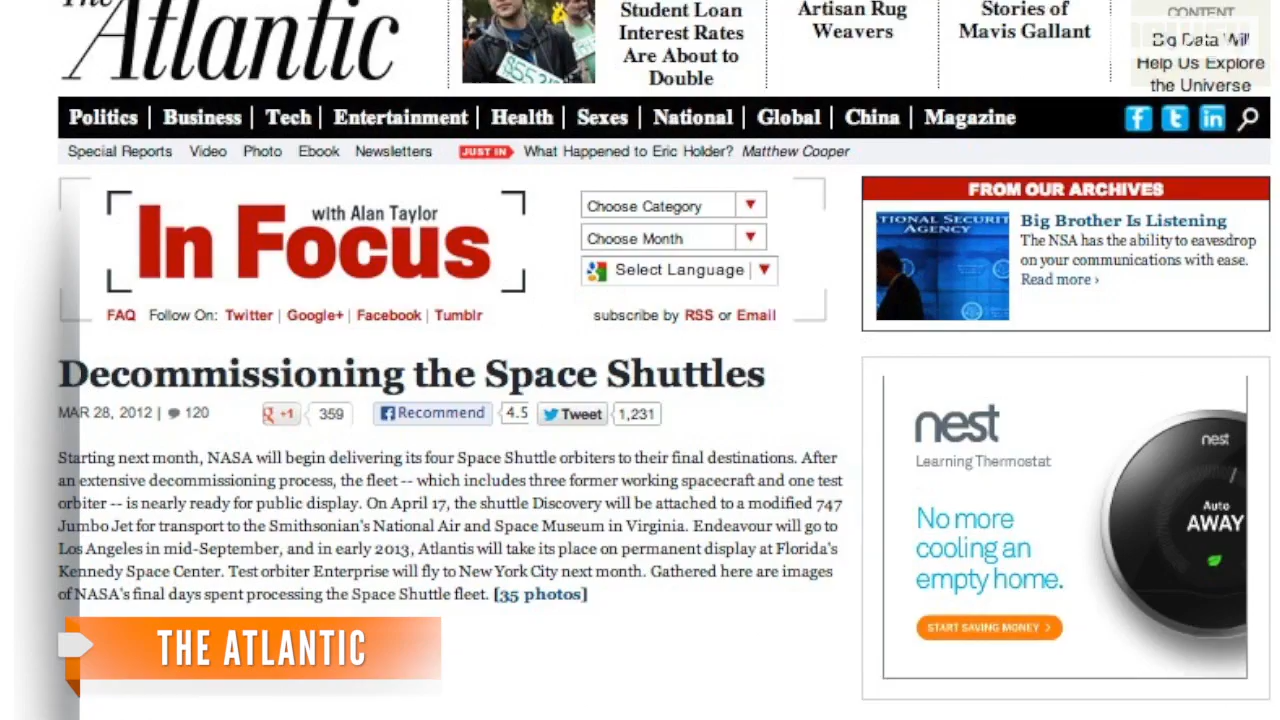 The
Atlantic
$55,
Student Loan
Interest Rates
Are About to
Double
Artisan Rug
Weavers
Stories of
Mavis Gallant
CONTENT
Big Data Will
Help Us Explore
the Universe
Politics | Business | Tech | Entertainment | Health | Sexes | National | Global | China | Magazine
Special Reports Video Photo Ebook Newsletters JUST IN What Happened to Eric Holder? Matthew Cooper
In Focus
with Alan Taylor
Choose Category
Choose Month
Select Language
FAQ Follow On: Twitter | Google+ | Facebook | Tumblr
subscribe by RSS or Email
FROM OUR ARCHIVES
TIONAL SECURIT
AGENCY
Big Brother Is Listening
The NSA has the ability to eavesdrop
on your communications with ease.
Read more ›
Decommissioning the Space Shuttles
MAR 28, 2012 | 120
+1 359 Recommend 4.5 Tweet 1,231
Starting next month, NASA will begin delivering its four Space Shuttle orbiters to their final destinations. After
an extensive decommissioning process, the fleet -- which includes three former working spacecraft and one test
orbiter -- is nearly ready for public display. On April 17, the shuttle Discovery will be attached to a modified 747
Jumbo Jet for transport to the Smithsonian's National Air and Space Museum in Virginia. Endeavour will go to
Los Angeles in mid-September, and in early 2013, Atlantis will take its place on permanent display at Florida's
Kennedy Space Center. Test orbiter Enterprise will fly to New York City next month. Gathered here are images
of NASA's final days spent processing the Space Shuttle fleet. [35 photos]
nest
Learning Thermostat
No more
cooling an
empty home.
START SAVING MONEY >
nest
Auto
AWAY
THE ATLANTIC